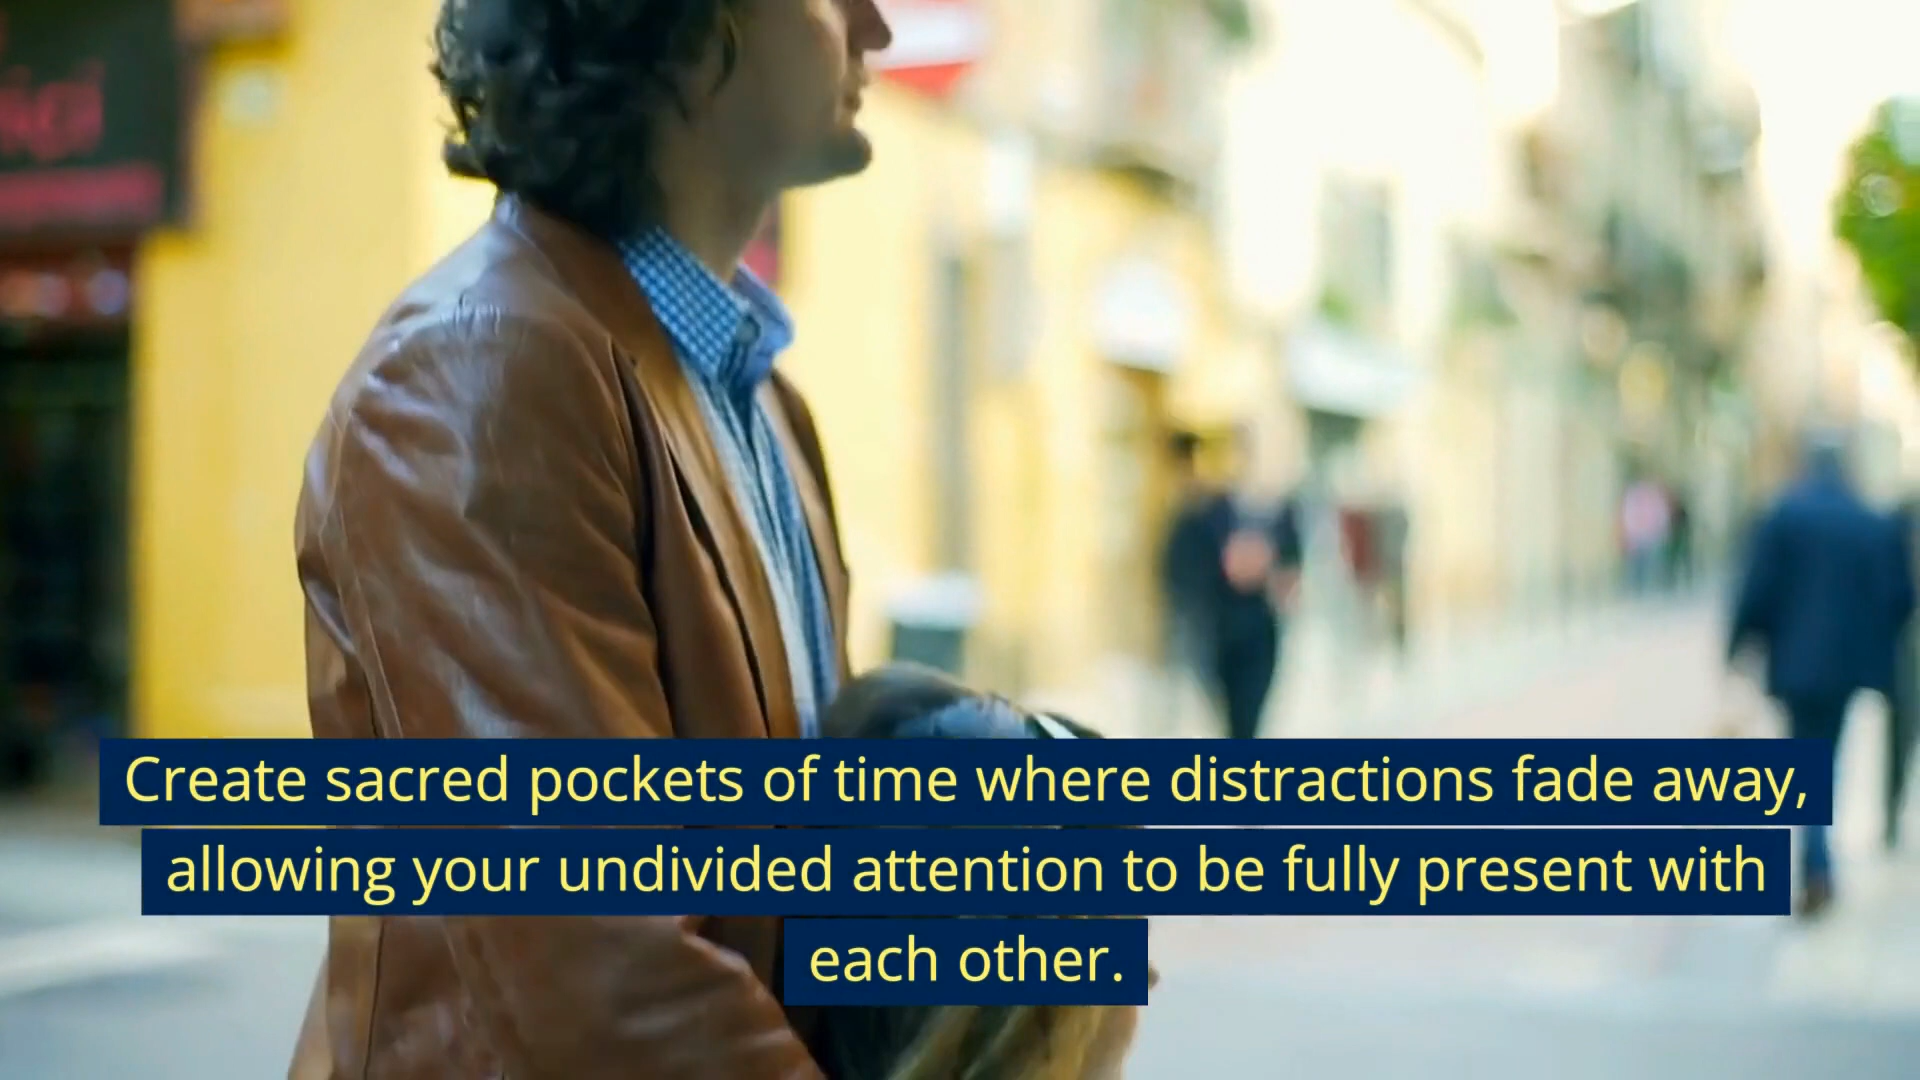 Create sacred pockets of time where distractions fade away,
allowing your undivided attention to be fully present with
each other.